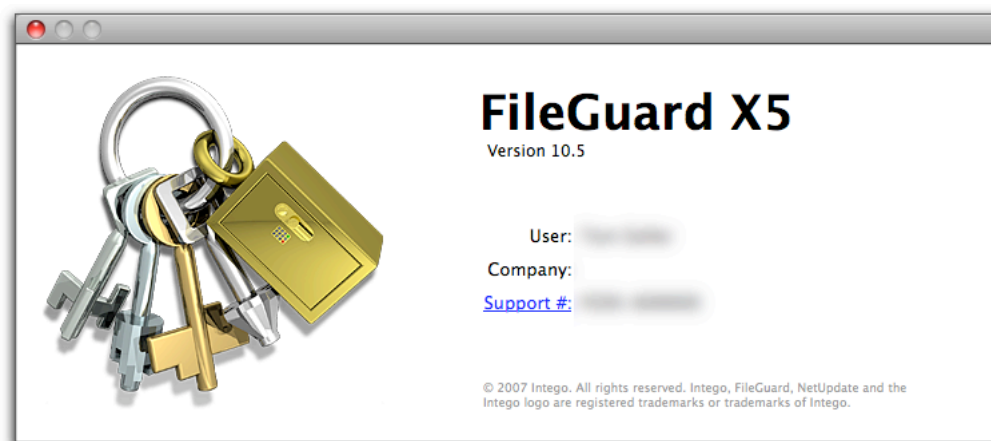 FileGuard X5
Version 10.5
User:
Company:
Support #:
© 2007 Intego. All rights reserved. Intego, FileGuard, NetUpdate and the
Intego logo are registered trademarks or trademarks of Intego.